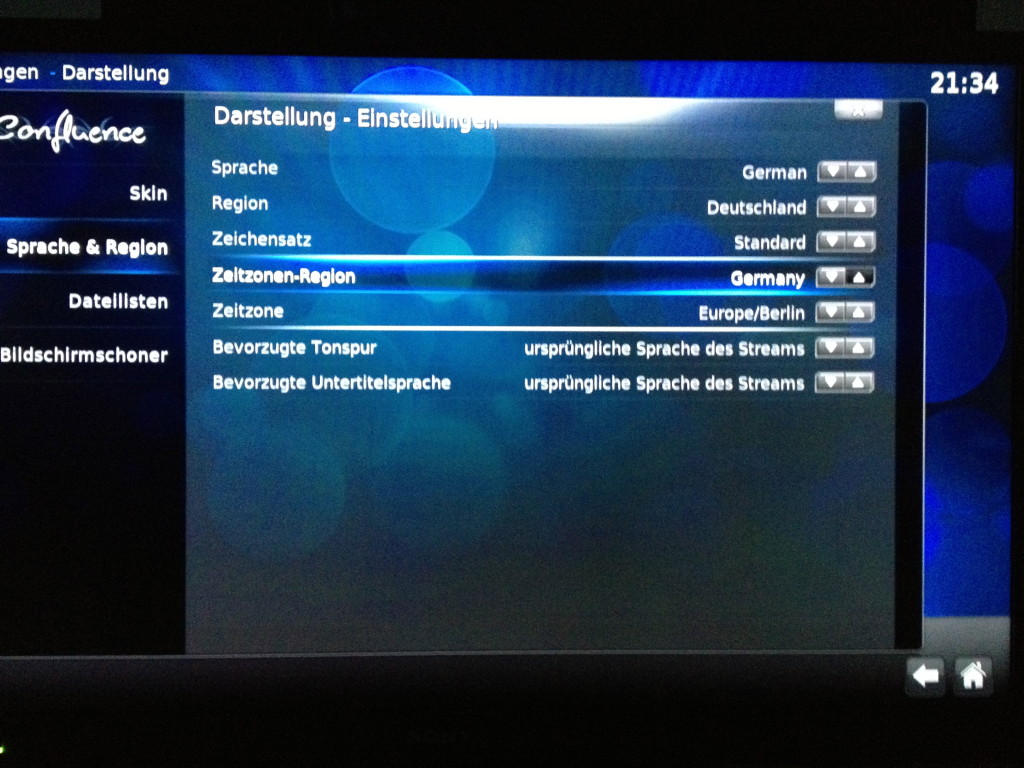 ngen - Darstellung
21:34
Confluence
Skin
Sprache & Region
Dateilisten
Bildschirmschoner
Darstellung - Einstellungen
Sprache German
Region Deutschland
Zeichensatz Standard
Zeitzonen-Region Germany
Zeitzone Europe/Berlin
Bevorzugte Tonspur ursprüngliche Sprache des Streams
Bevorzugte Untertitelsprache ursprüngliche Sprache des Streams